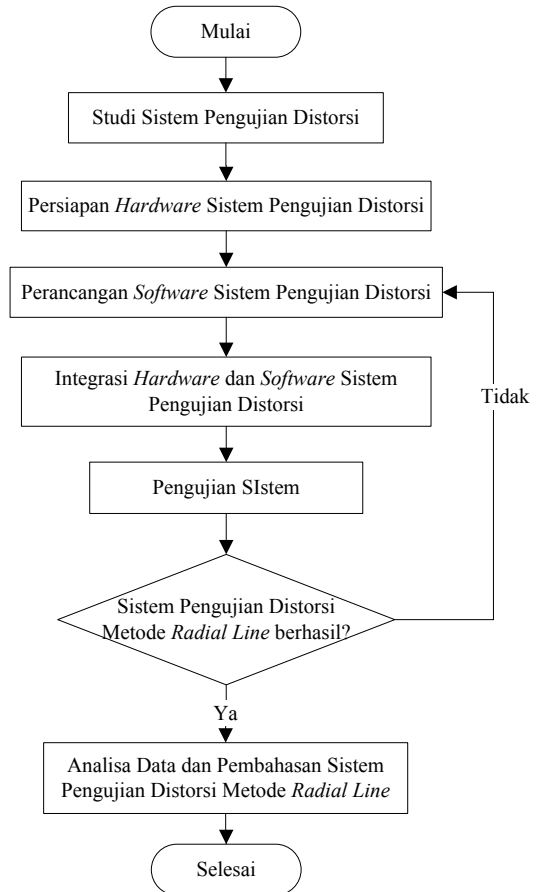 Mulai
Studi Sistem Pengujian Distorsi
Persiapan Hardware Sistem Pengujian Distorsi
Perancangan Software Sistem Pengujian Distorsi
Integrasi Hardware dan Software Sistem
Pengujian Distorsi
Tidak
Pengujian SIstem
Sistem Pengujian Distorsi
Metode Radial Line berhasil?
Ya
Analisa Data dan Pembahasan Sistem
Pengujian Distorsi Metode Radial Line
Selesai